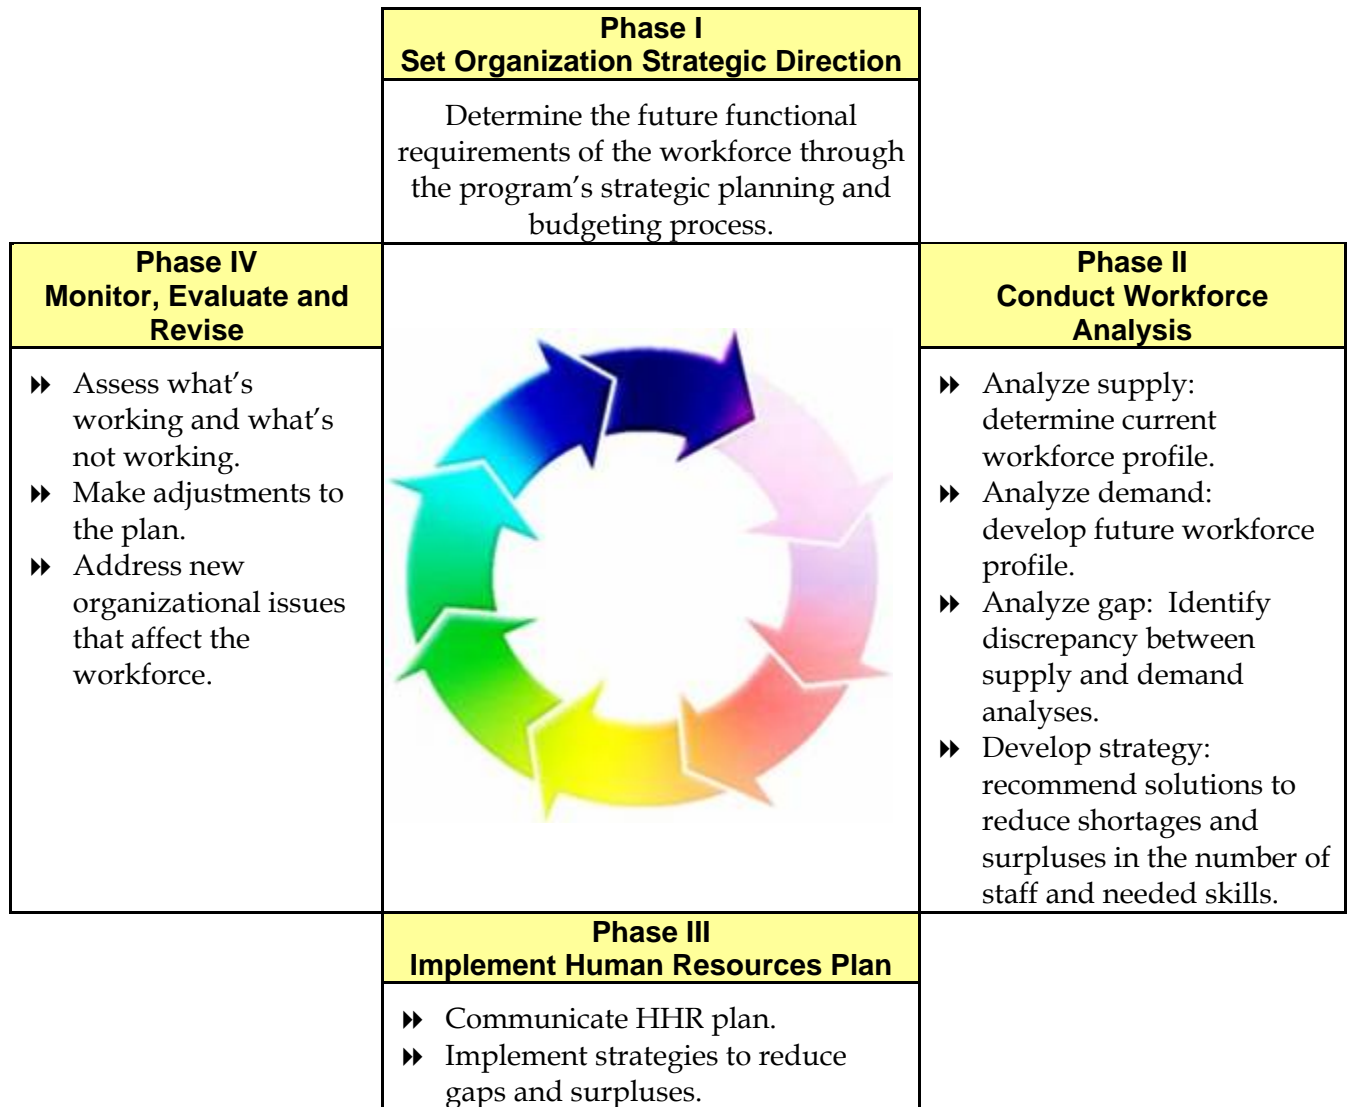 Phase I
Set Organization Strategic Direction
Determine the future functional
requirements of the workforce through
the program’s strategic planning and
budgeting process.
Phase IV
Monitor, Evaluate and
Revise
▸▸ Assess what’s
working and what’s
not working.
▸▸ Make adjustments to
the plan.
▸▸ Address new
organizational issues
that affect the
workforce.
Phase II
Conduct Workforce
Analysis
▸▸ Analyze supply:
determine current
workforce profile.
▸▸ Analyze demand:
develop future workforce
profile.
▸▸ Analyze gap:  Identify
discrepancy between
supply and demand
analyses.
▸▸ Develop strategy:
recommend solutions to
reduce shortages and
surpluses in the number of
staff and needed skills.
Phase III
Implement Human Resources Plan
▸▸ Communicate HHR plan.
▸▸ Implement strategies to reduce
gaps and surpluses.